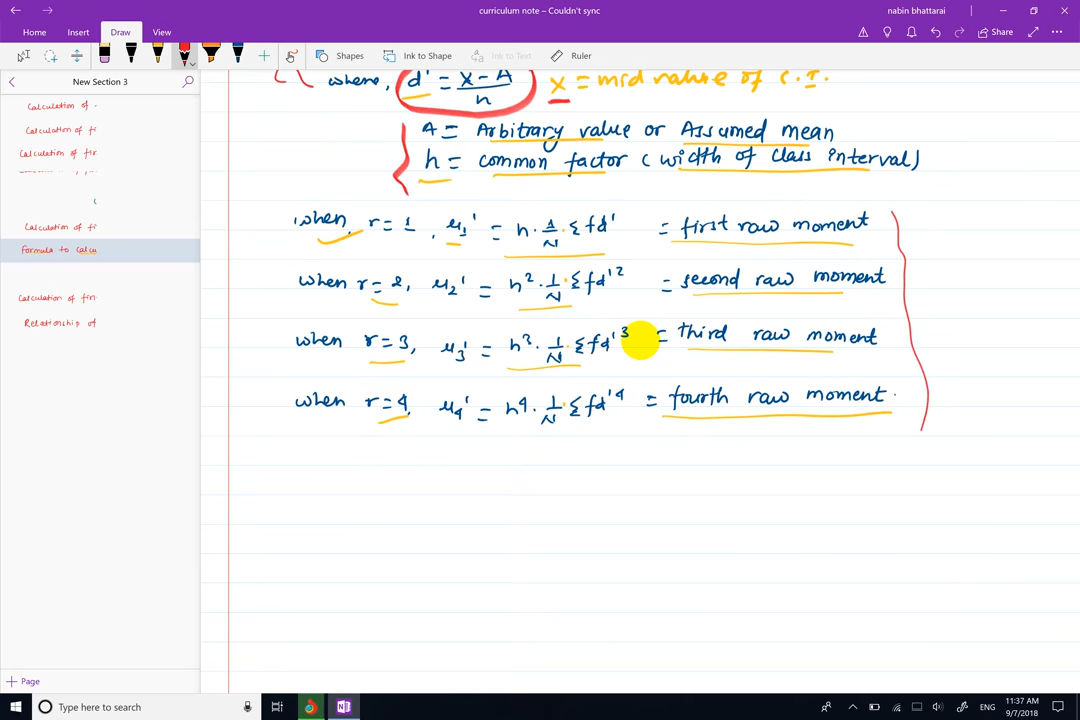 curriculum note – Couldn't sync
nabin bhattarai
Home Insert Draw View
Share
Shapes Ink to Shape Ink to Text Ruler
New Section 3
Calculation of -
Calculation of fi
Calculation of fir
Calculation of fi
Formula to calcu
Calculation of fin
Relationship of
where, d' = X - A / h X = mid value of C.I.
A = Arbitrary value or Assumed mean
h = common factor (width of class interval)
when, r = 1, μ1' = h · 1/N · Σfd' = first raw moment
when r = 2, μ2' = h² · 1/N · Σfd'² = second raw moment
when r = 3, μ3' = h³ · 1/N · Σfd'³ = third raw moment
when r = 4, μ4' = h⁴ · 1/N · Σfd'⁴ = fourth raw moment.
+ Page
Type here to search
ENG
11:37 AM
9/7/2018